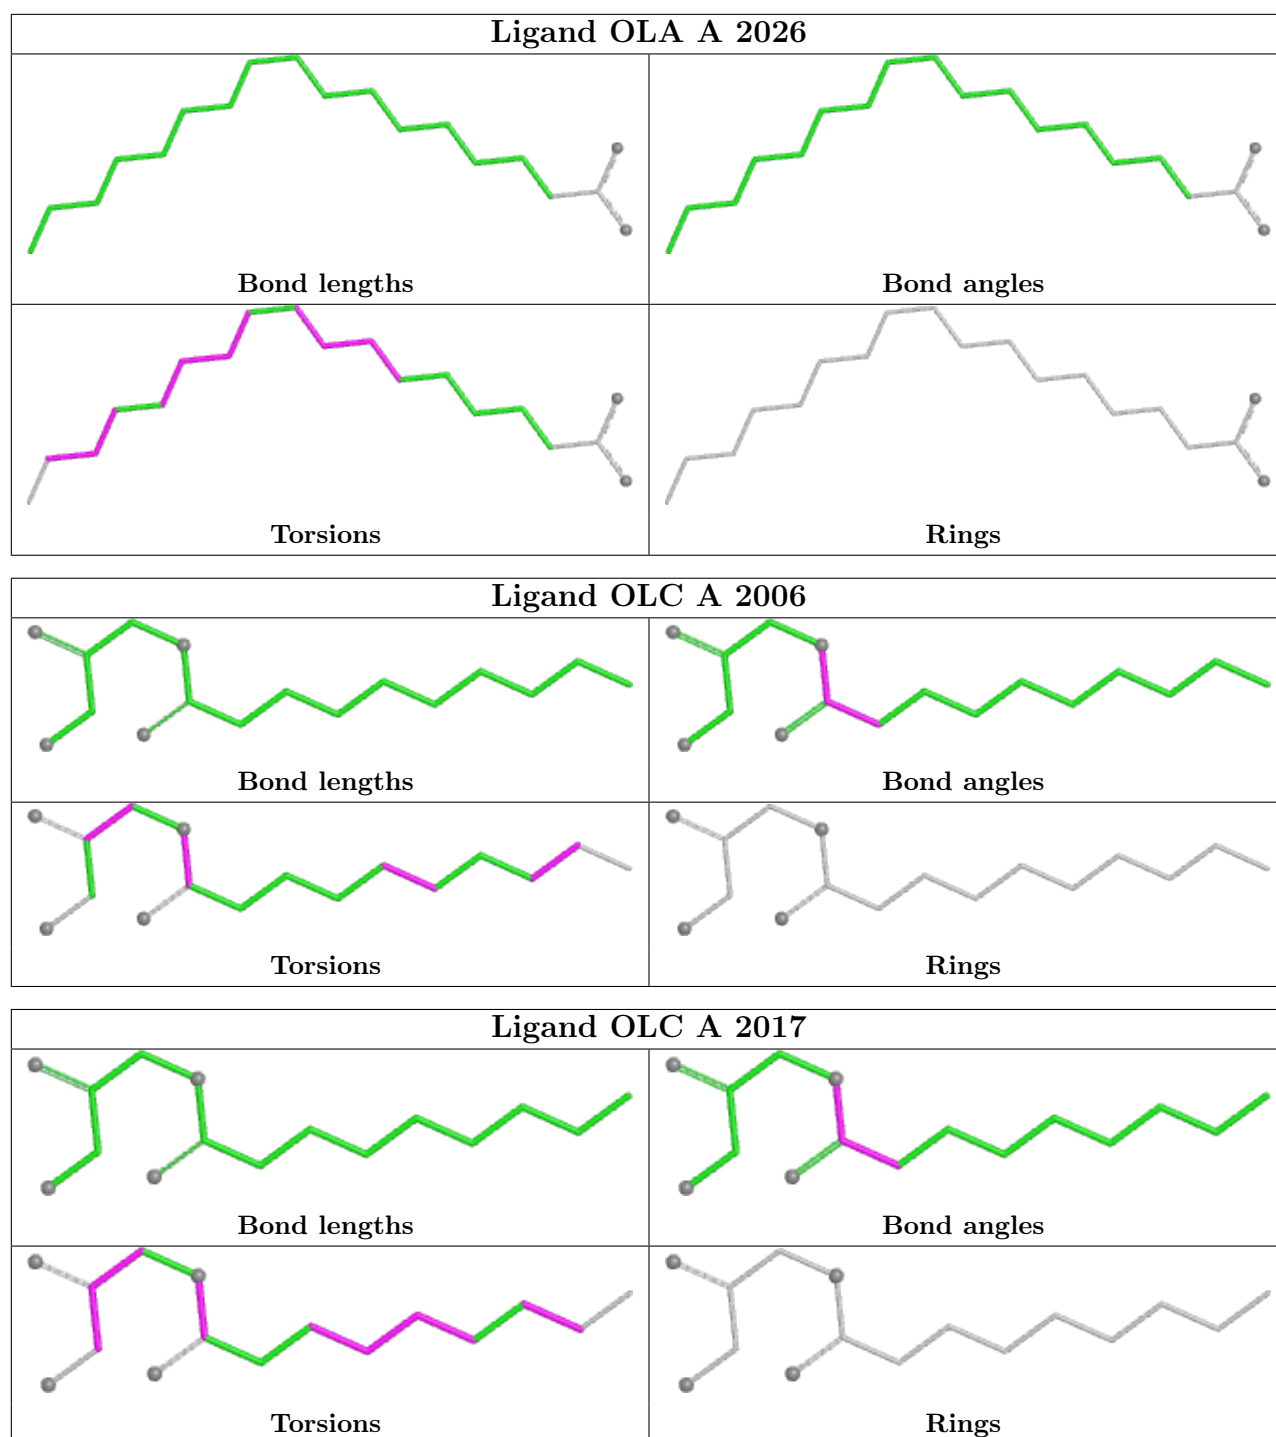 Ligand OLA A 2026
Bond lengths
Bond angles
Torsions
Rings
Ligand OLC A 2006
Bond lengths
Bond angles
Torsions
Rings
Ligand OLC A 2017
Bond lengths
Bond angles
Torsions
Rings